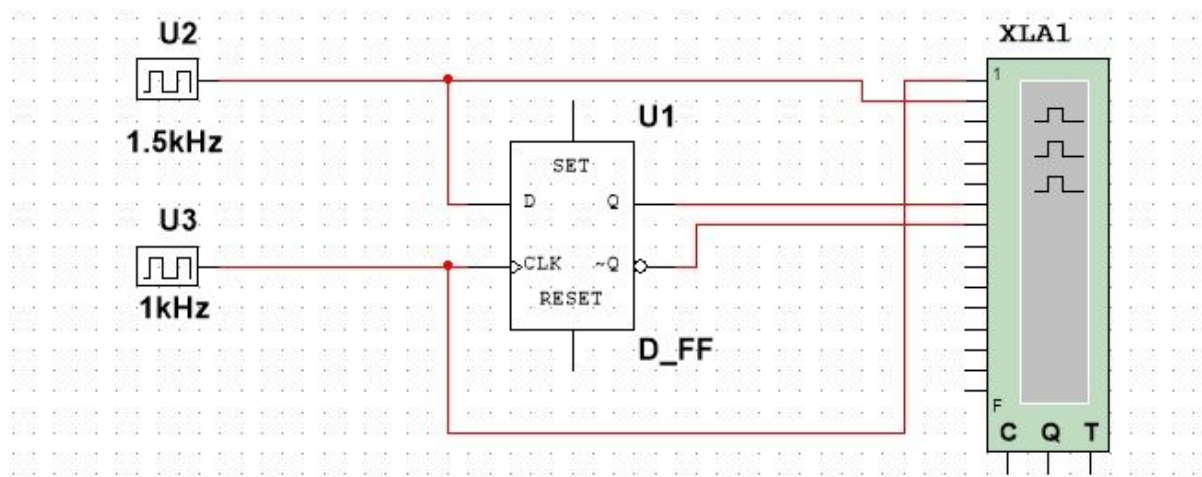 U2
XLA1
1
1.5kHz
U1
SET
D Q
U3
CLK ~Q
RESET
1kHz
D_FF
F
C Q T